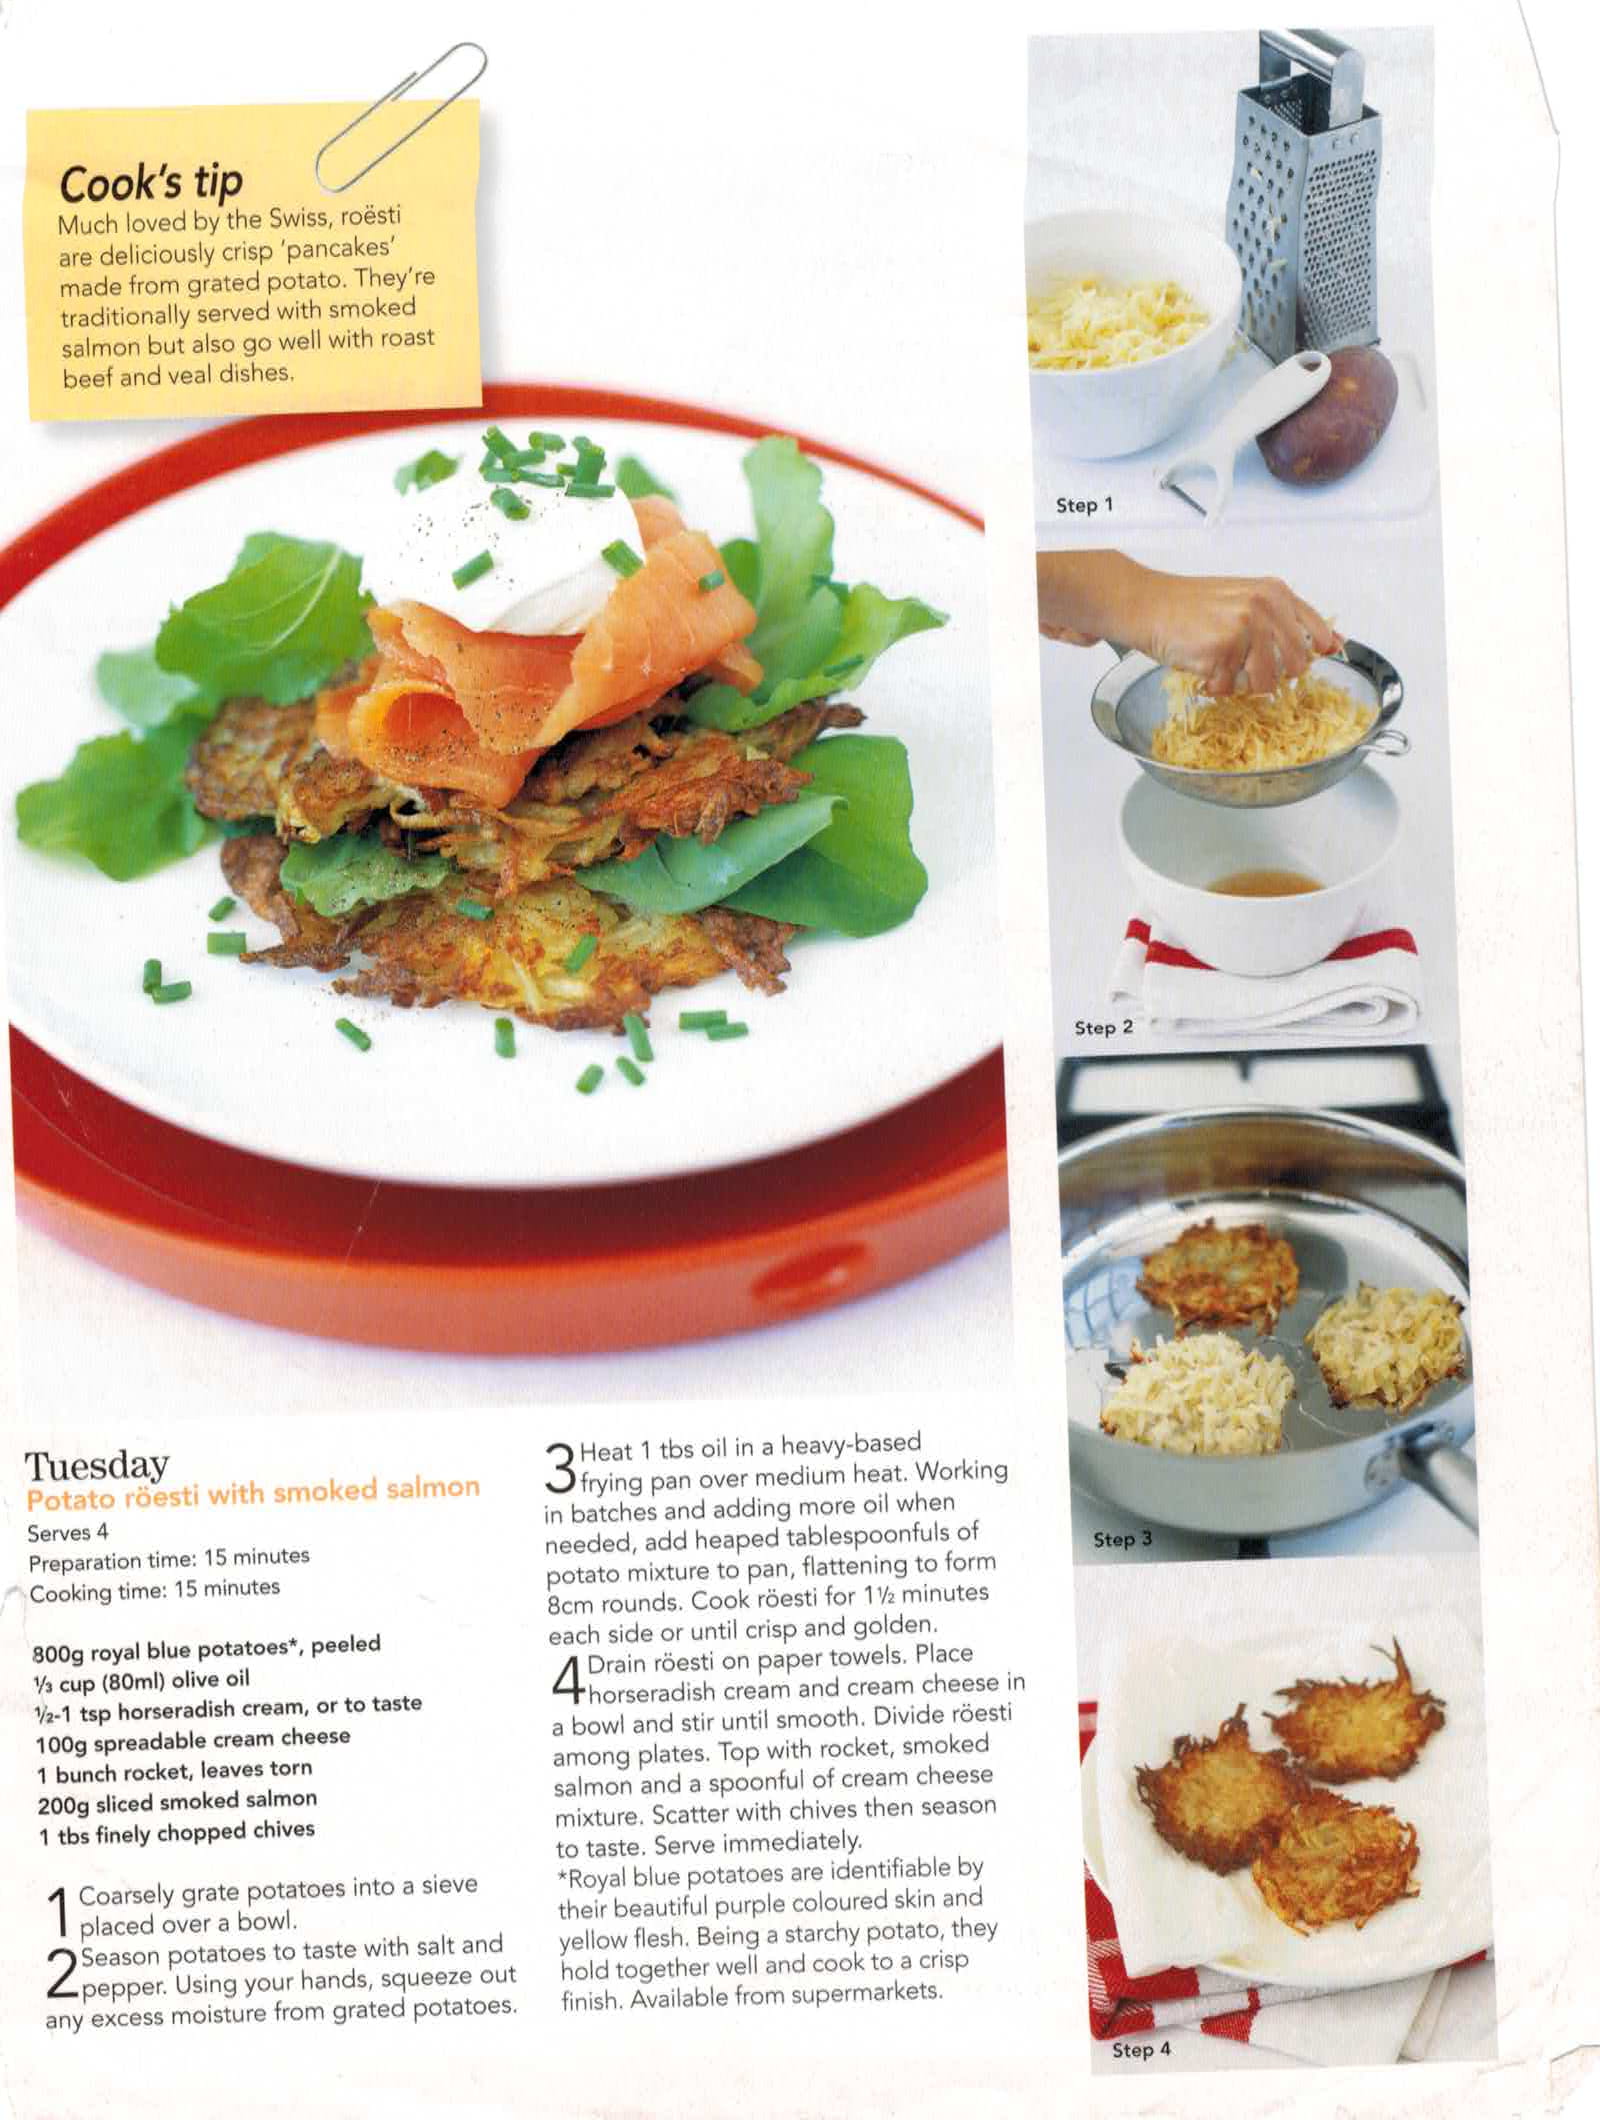 Cook's tip
Much loved by the Swiss, roësti
are deliciously crisp 'pancakes'
made from grated potato. They're
traditionally served with smoked
salmon but also go well with roast
beef and veal dishes.
Tuesday
Potato röesti with smoked salmon
Serves 4
Preparation time: 15 minutes
Cooking time: 15 minutes
800g royal blue potatoes*, peeled
⅓ cup (80ml) olive oil
½-1 tsp horseradish cream, or to taste
100g spreadable cream cheese
1 bunch rocket, leaves torn
200g sliced smoked salmon
1 tbs finely chopped chives
1 Coarsely grate potatoes into a sieve
placed over a bowl.
2 Season potatoes to taste with salt and
pepper. Using your hands, squeeze out
any excess moisture from grated potatoes.
3 Heat 1 tbs oil in a heavy-based
frying pan over medium heat. Working
in batches and adding more oil when
needed, add heaped tablespoonfuls of
potato mixture to pan, flattening to form
8cm rounds. Cook röesti for 1½ minutes
each side or until crisp and golden.
4 Drain röesti on paper towels. Place
horseradish cream and cream cheese in
a bowl and stir until smooth. Divide röesti
among plates. Top with rocket, smoked
salmon and a spoonful of cream cheese
mixture. Scatter with chives then season
to taste. Serve immediately.
*Royal blue potatoes are identifiable by
their beautiful purple coloured skin and
yellow flesh. Being a starchy potato, they
hold together well and cook to a crisp
finish. Available from supermarkets.
Step 1
Step 2
Step 3
Step 4